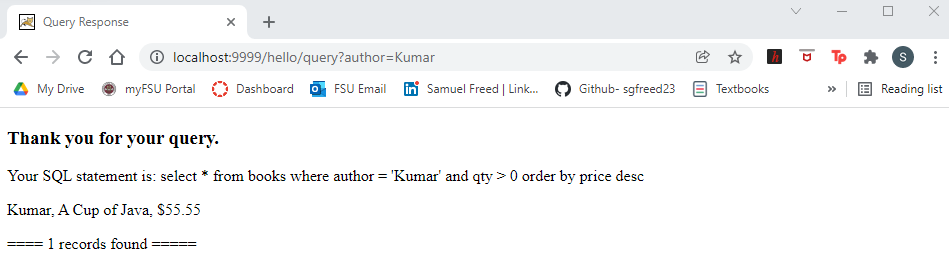 Query Response
localhost:9999/hello/query?author=Kumar
S
My Drive myFSU Portal Dashboard FSU Email Samuel Freed | Link... Github- sgfreed23 Textbooks » Reading list
Thank you for your query.
Your SQL statement is: select * from books where author = 'Kumar' and qty > 0 order by price desc
Kumar, A Cup of Java, $55.55
==== 1 records found =====